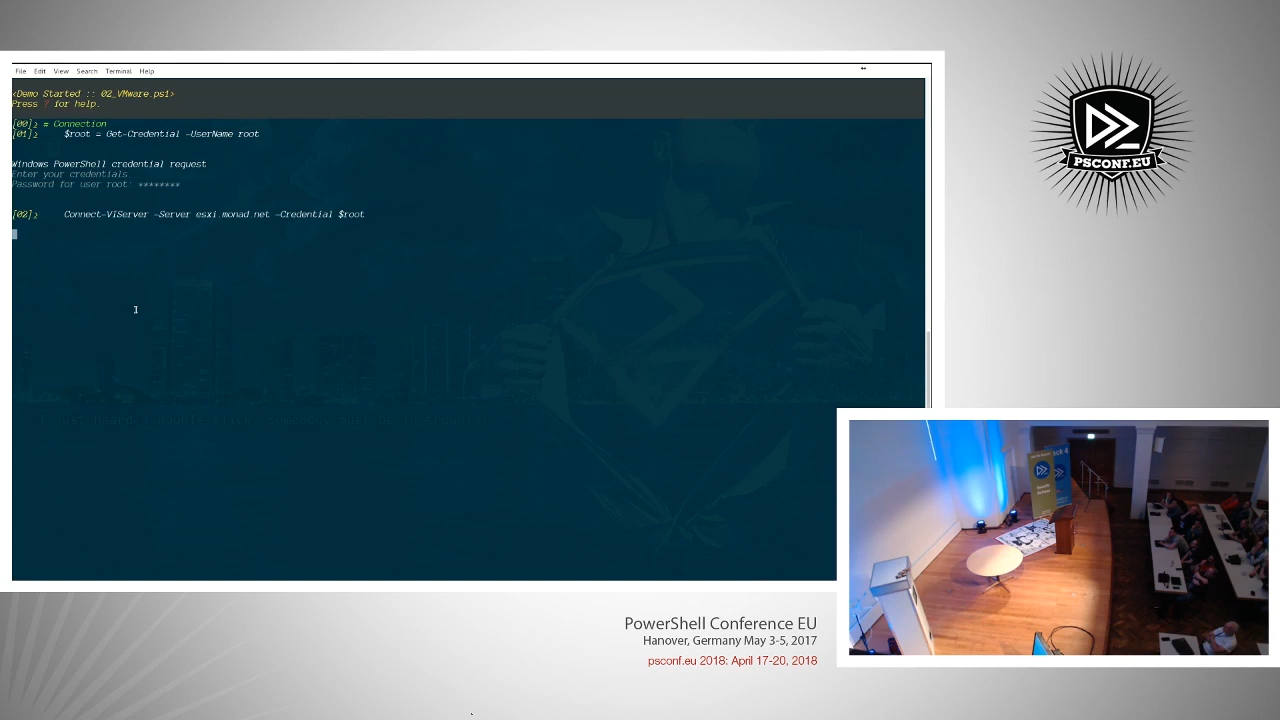 File Edit View Search Terminal Help
<Demo Started :: 02_VMware.ps1>
Press ? for help.
[00]> # Connection
[01]> $root = Get-Credential -UserName root
Windows PowerShell credential request
Enter your credentials.
Password for user root: ********
[02]> Connect-VIServer -Server esxi.monad.net -Credential $root
PSCONF.EU
PowerShell Conference EU
Hanover, Germany May 3-5, 2017
psconf.eu 2018: April 17-20, 2018